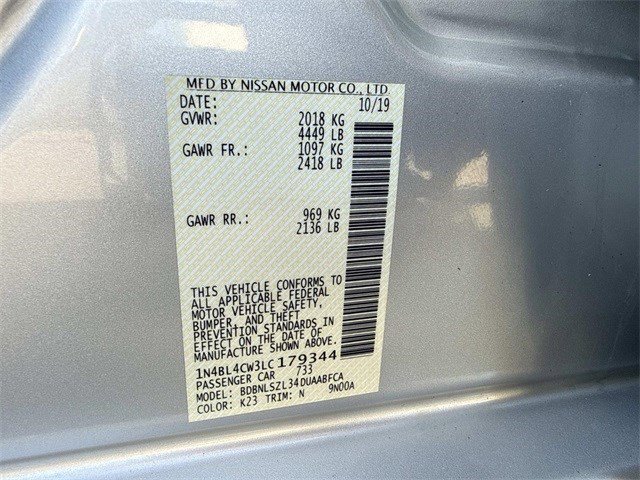 MFD BY NISSAN MOTOR CO., LTD.
DATE: 10/19
GVWR: 2018 KG
4449 LB
GAWR FR.: 1097 KG
2418 LB
GAWR RR.: 969 KG
2136 LB
THIS VEHICLE CONFORMS TO
ALL APPLICABLE FEDERAL
MOTOR VEHICLE SAFETY,
BUMPER, AND THEFT
PREVENTION STANDARDS IN
EFFECT ON THE DATE OF
MANUFACTURE SHOWN ABOVE.
1N4BL4CW3LC179344
PASSENGER CAR 733
MODEL: BDBNLSZL34DUAABFCA
COLOR: K23 TRIM: N 9N00A